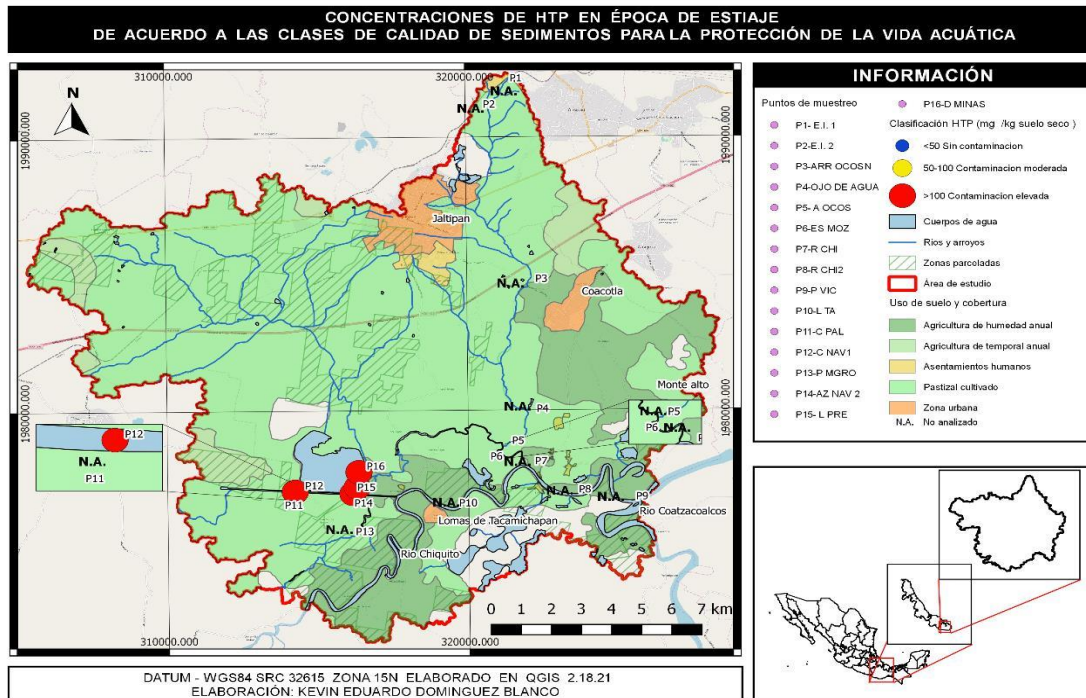 CONCENTRACIONES DE HTP EN ÉPOCA DE ESTIAJE
DE ACUERDO A LAS CLASES DE CALIDAD DE SEDIMENTOS PARA LA PROTECCIÓN DE LA VIDA ACUÁTICA
310000.000
320000.000
N
P1
N.A.
N.A.
P2
1990000.000
1990000.000
Jaltipan
P3
N.A.
Coacotla
Monte alto
N.A.
P4
N.A.
P5
P6
N.A.
1980000.000
1980000.000
P12
N.A.
P11
P5
P6
N.A.
P7
P16
P12
P15
P11
P14
N.A.
P8
N.A.
P9
N.A.
P10
Rio Coatzacoalcos
Lomas de Tacamichapan
N.A.
P13
Rio Chiquito
0 1 2 3 4 5 6 7 km
310000.000
320000.000
DATUM - WGS84 SRC 32615 ZONA 15N ELABORADO EN QGIS 2.18.21
ELABORACIÓN: KEVIN EDUARDO DOMINGUEZ BLANCO
INFORMACIÓN
Puntos de muestreo
P1- E.I. 1
P2-E.I. 2
P3-ARR OCOSN
P4-OJO DE AGUA
P5- A OCOS
P6-ES MOZ
P7-R CHI
P8-R CHI2
P9-P VIC
P10-L TA
P11-C PAL
P12-C NAV1
P13-P MGRO
P14-AZ NAV 2
P15- L PRE
P16-D MINAS
Clasificación HTP (mg /kg suelo seco )
<50 Sin contaminacion
50-100 Contaminacion moderada
>100 Contaminacion elevada
Cuerpos de agua
Rios y arroyos
Zonas parceladas
Área de estudio
Uso de suelo y cobertura
Agricultura de humedad anual
Agricultura de temporal anual
Asentamientos humanos
Pastizal cultivado
Zona urbana
N.A. No analizado